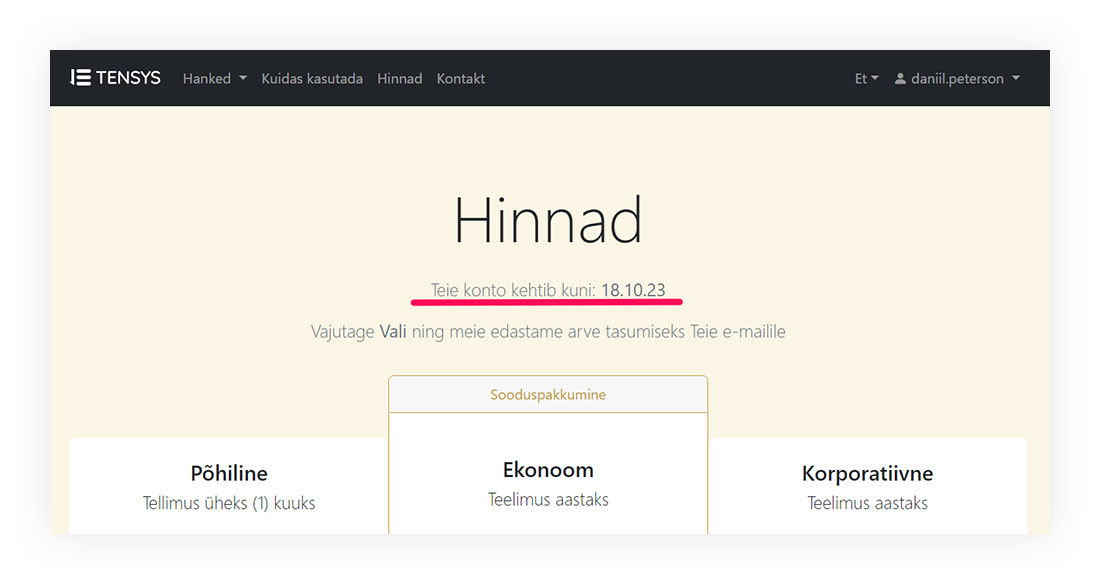 TENSYS Hanked Kuidas kasutada Hinnad Kontakt Et daniil.peterson
Hinnad
Teie konto kehtib kuni: 18.10.23
Vajutage Vali ning meie edastame arve tasumiseks Teie e-mailile
Sooduspakkumine
Põhiline
Tellimus üheks (1) kuuks
Ekonoom
Teelimus aastaks
Korporatiivne
Teelimus aastaks